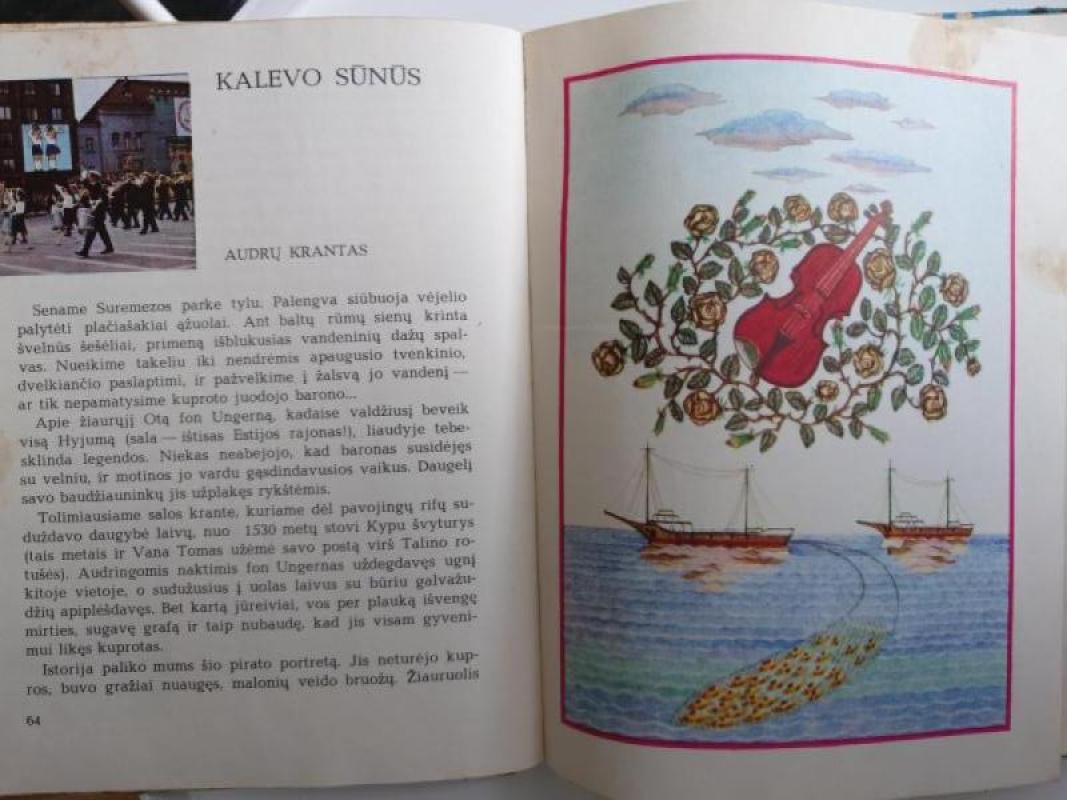 KALEVO SŪNŪS
AUDRŲ KRANTAS
Sename Suremezos parke tylu. Palengva siūbuoja vėjelio
palytėti plačiašakiai ąžuolai. Ant baltų rūmų sienų krinta
švelnūs šešėliai, primeną išblukusias vandeninių dažų spal-
vas. Nueikime takeliu iki nendrėmis apaugusio tvenkinio,
dvelkiančio paslaptimi, ir pažvelkime į žalsvą jo vandenį —
ar tik nepamatysime kuproto juodojo barono...
Apie žiaurųjį Otą fon Ungerną, kadaise valdžiusį beveik
visą Hyjumą (sala — ištisas Estijos rajonas!), liaudyje tebe-
sklinda legendos. Niekas neabejojo, kad baronas susidėjęs
su velniu, ir motinos jo vardu gąsdindavusios vaikus. Daugelį
savo baudžiauninkų jis užplakęs rykštėmis.
Tolimiausiame salos krante, kuriame dėl pavojingų rifų su-
duždavo daugybė laivų, nuo 1530 metų stovi Kypu švyturys
(tais metais ir Vana Tomas užėmė savo postą virš Talino ro-
tušės). Audringomis naktimis fon Ungernas uždegdavęs ugnį
kitoje vietoje, o sudužusius į uolas laivus su būriu galvažu-
džių apiplėšdavęs. Bet kartą jūreiviai, vos per plauką išvengę
mirties, sugavę grafą ir taip nubaudę, kad jis visam gyveni-
mui likęs kuprotas.
Istorija paliko mums šio pirato portretą. Jis neturėjo kup-
ros, buvo gražiai nuaugęs, malonių veido bruožų. Žiauruolis
64